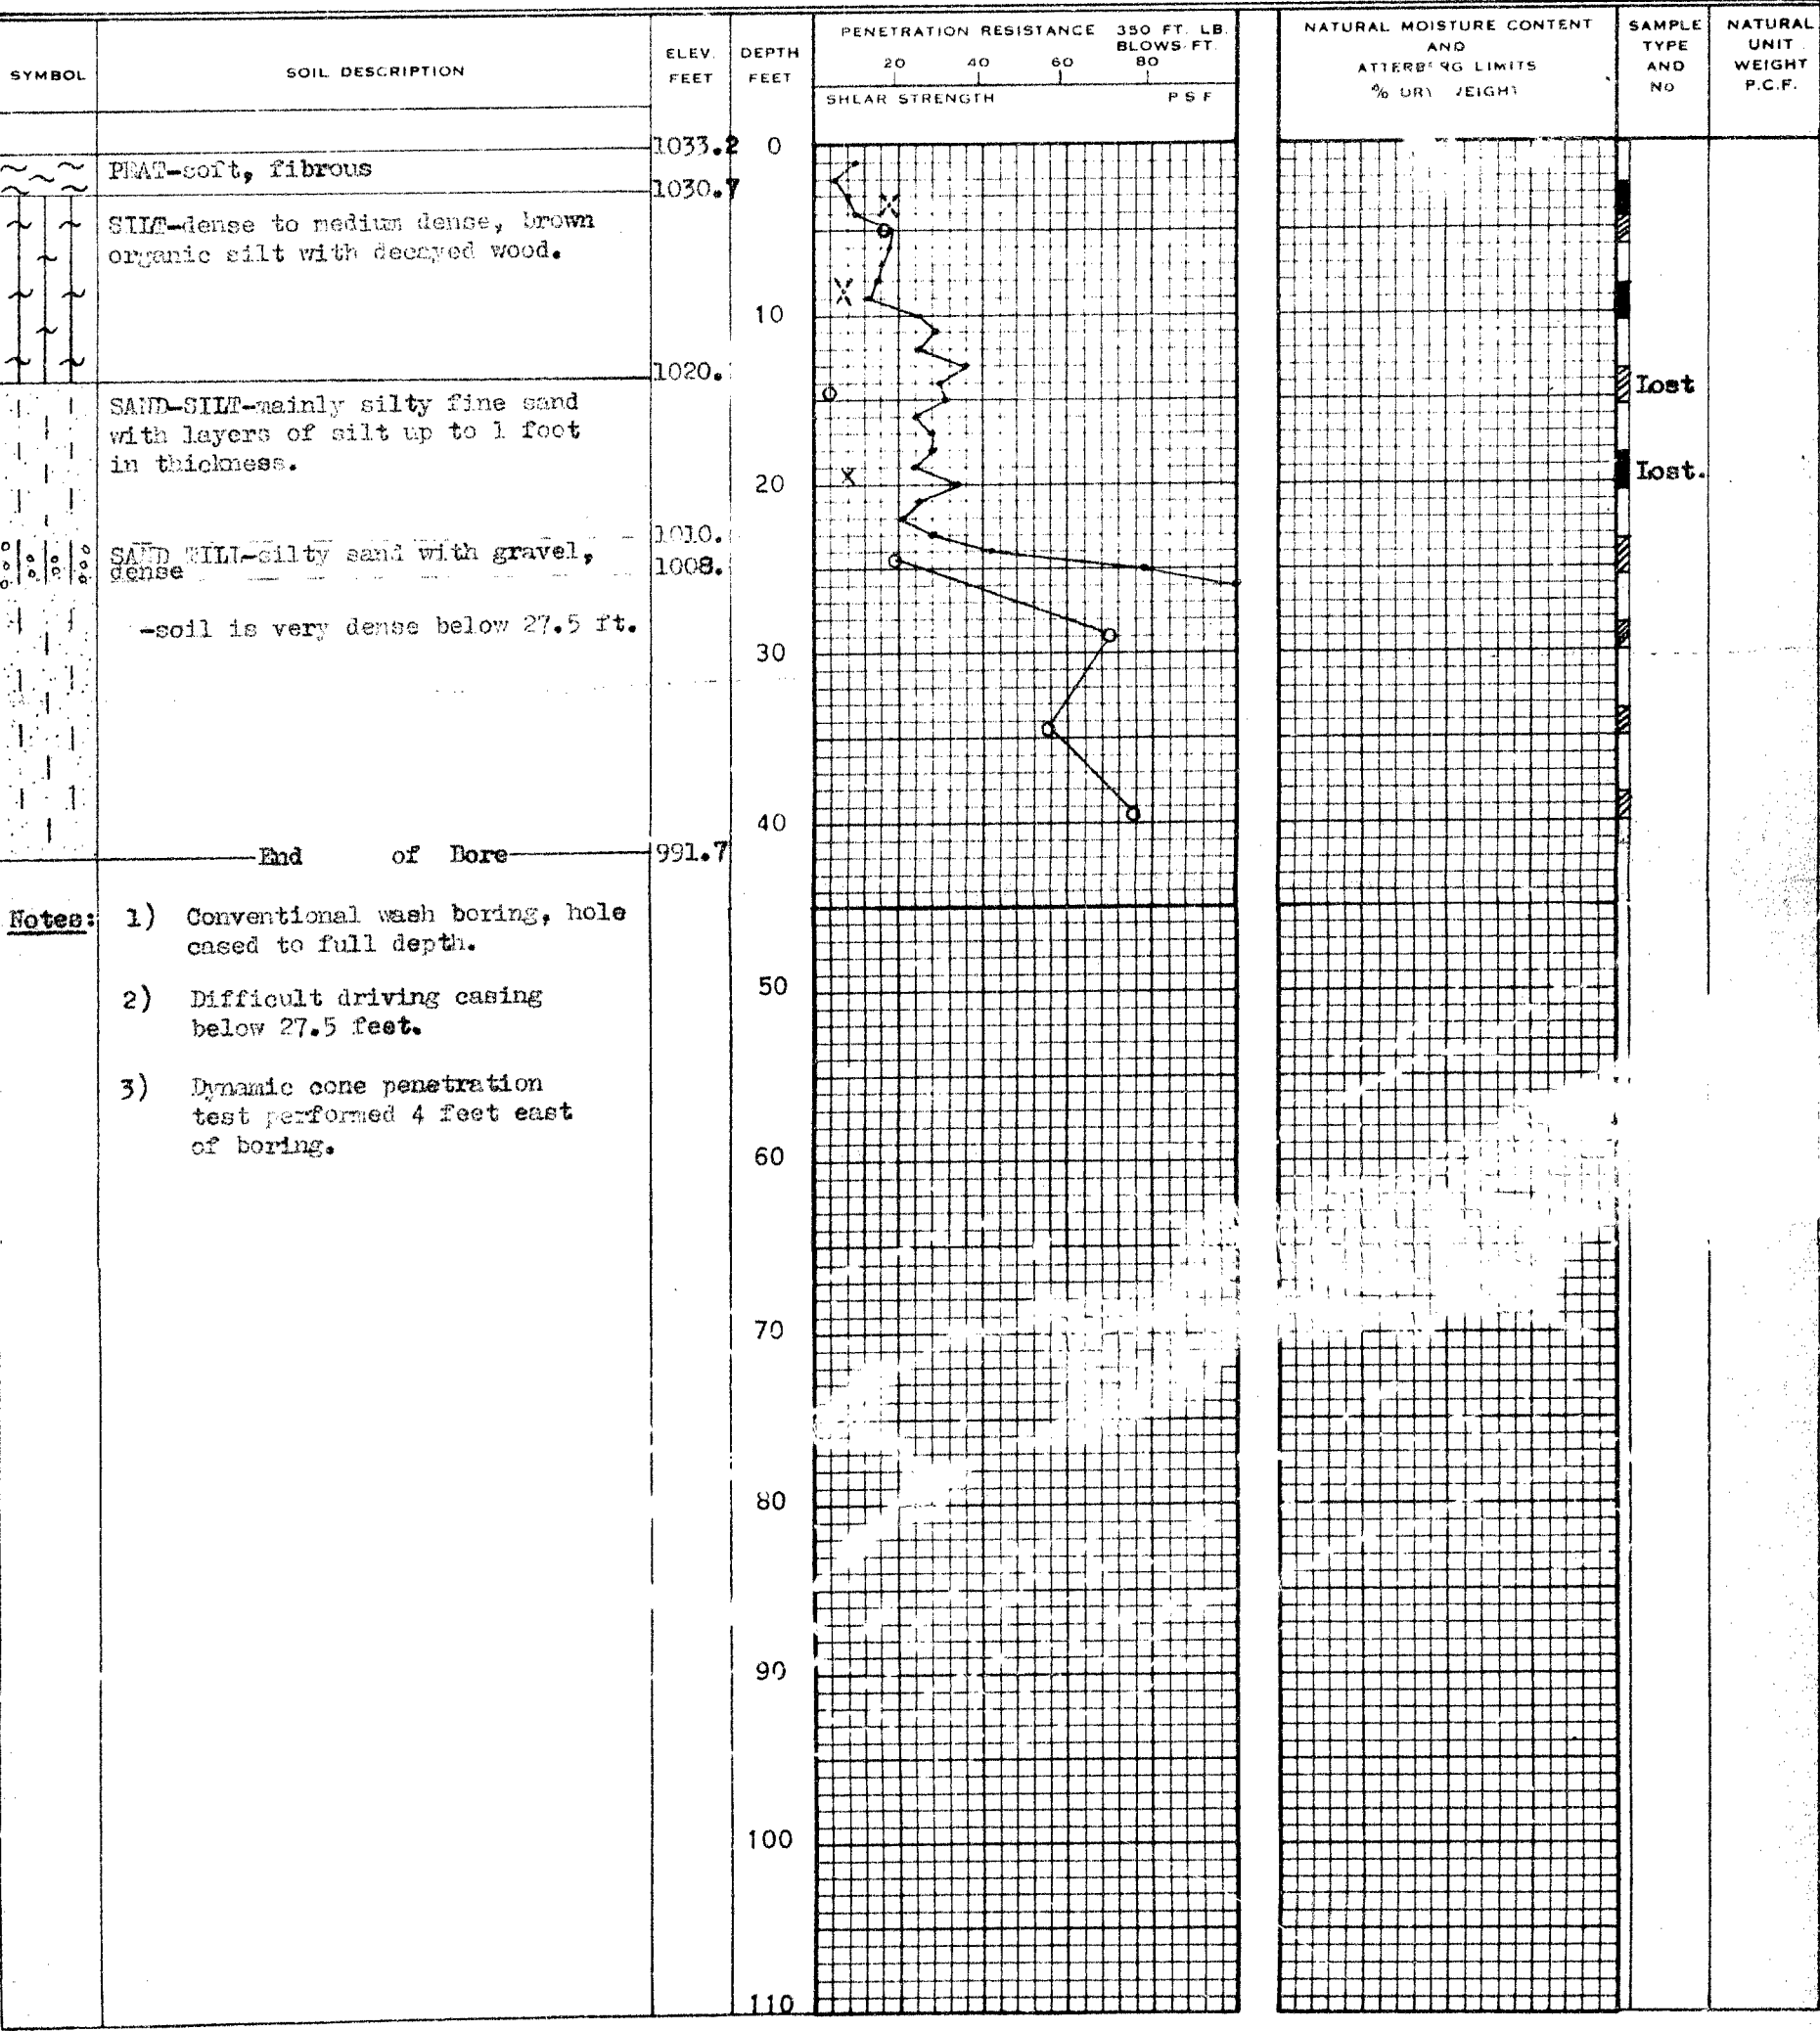 SYMBOL
SOIL DESCRIPTION
ELEV. FEET
DEPTH FEET
PENETRATION RESISTANCE 350 FT. LB.
BLOWS/FT.
20 40 60 80
SHEAR STRENGTH P S F
NATURAL MOISTURE CONTENT
AND
LIMITS
%
SAMPLE TYPE AND NO
NATURAL UNIT WEIGHT P.C.F.
1033.2 0
PEAT-soft, fibrous
1030.7
SILT-dense to medium dense, brown
organic silt with decayed wood.
10
1020.
Lost
SAND-SILT-mainly silty fine sand
with layers of silt up to 1 foot
in thickness.
20
Lost.
1010.
SAND TILL-silty sand with gravel,
dense
1008.
-soil is very dense below 27.5 ft.
30
40
End of Bore 991.7
Notes: 1) Conventional wash boring, hole
cased to full depth.
2) Difficult driving casing
below 27.5 feet.
50
3) Dynamic cone penetration
test performed 4 feet east
of boring.
60
70
80
90
100
110